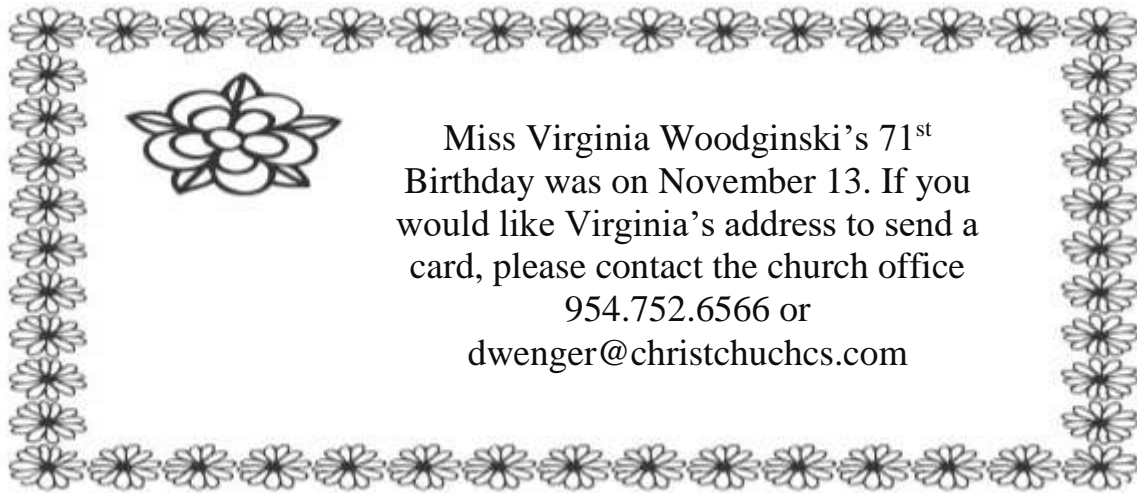 Miss Virginia Woodginski’s 71st
Birthday was on November 13. If you
would like Virginia’s address to send a
card, please contact the church office
954.752.6566 or
dwenger@christchuchcs.com